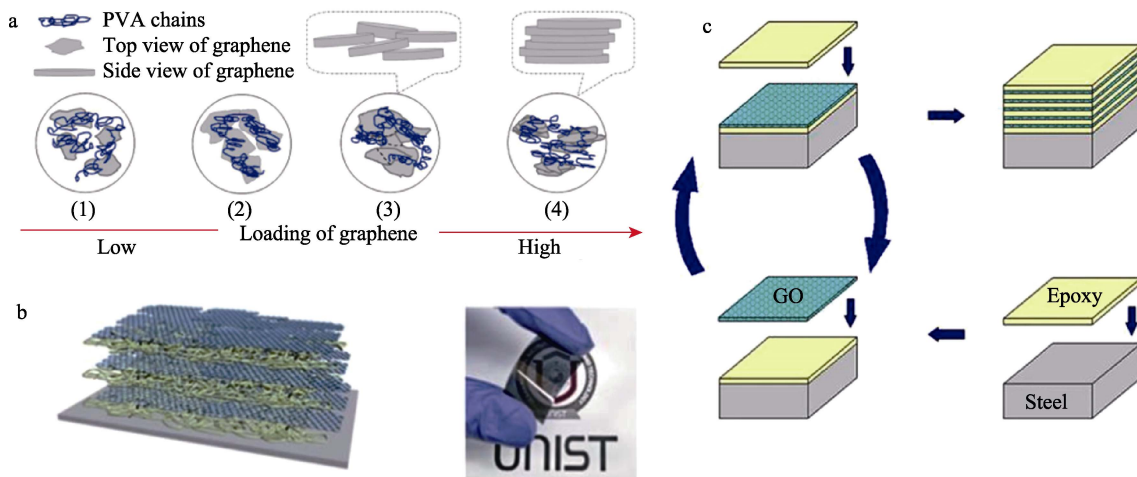 a
PVA chains
Top view of graphene
Side view of graphene
(1)
(2)
(3)
(4)
Low
Loading of graphene
High
b
UNIST
c
GO
Epoxy
Steel